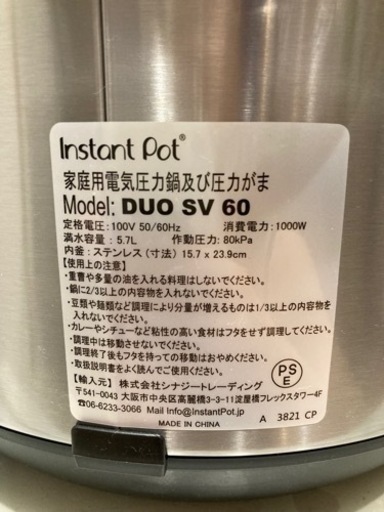 Instant Pot®
家庭用電気圧力鍋及び圧力がま
Model: DUO SV 60
定格電圧：100V 50/60Hz 消費電力：1000W
満水容量：5.7L 作動圧力：80kPa
内釜：ステンレス（寸法）15.7 x 23.9cm
【使用上の注意】
・重曹や多量の油を入れる料理はしないでください。
・鍋に2/3以上の内容物を入れないでください。
・豆類や麺類など調理により分量が増えるものは1/3以上の内容物を入れないでください。
・カレーやシチューなど粘性の高い食材はフタをせず調理してください。
・調理中は移動させないでください。
・調理終了後もフタを持っての移動はおやめください。
・取扱説明書をよく読んでご使用ください。
PS
E
【輸入元】株式会社シナジートレーディング
〒541-0043 大阪市中央区高麗橋3-3-11淀屋橋フレックスタワー4F
☎06-6233-3066 Mail Info@InstantPot.jp
A 3821 CP
MADE IN CHINA